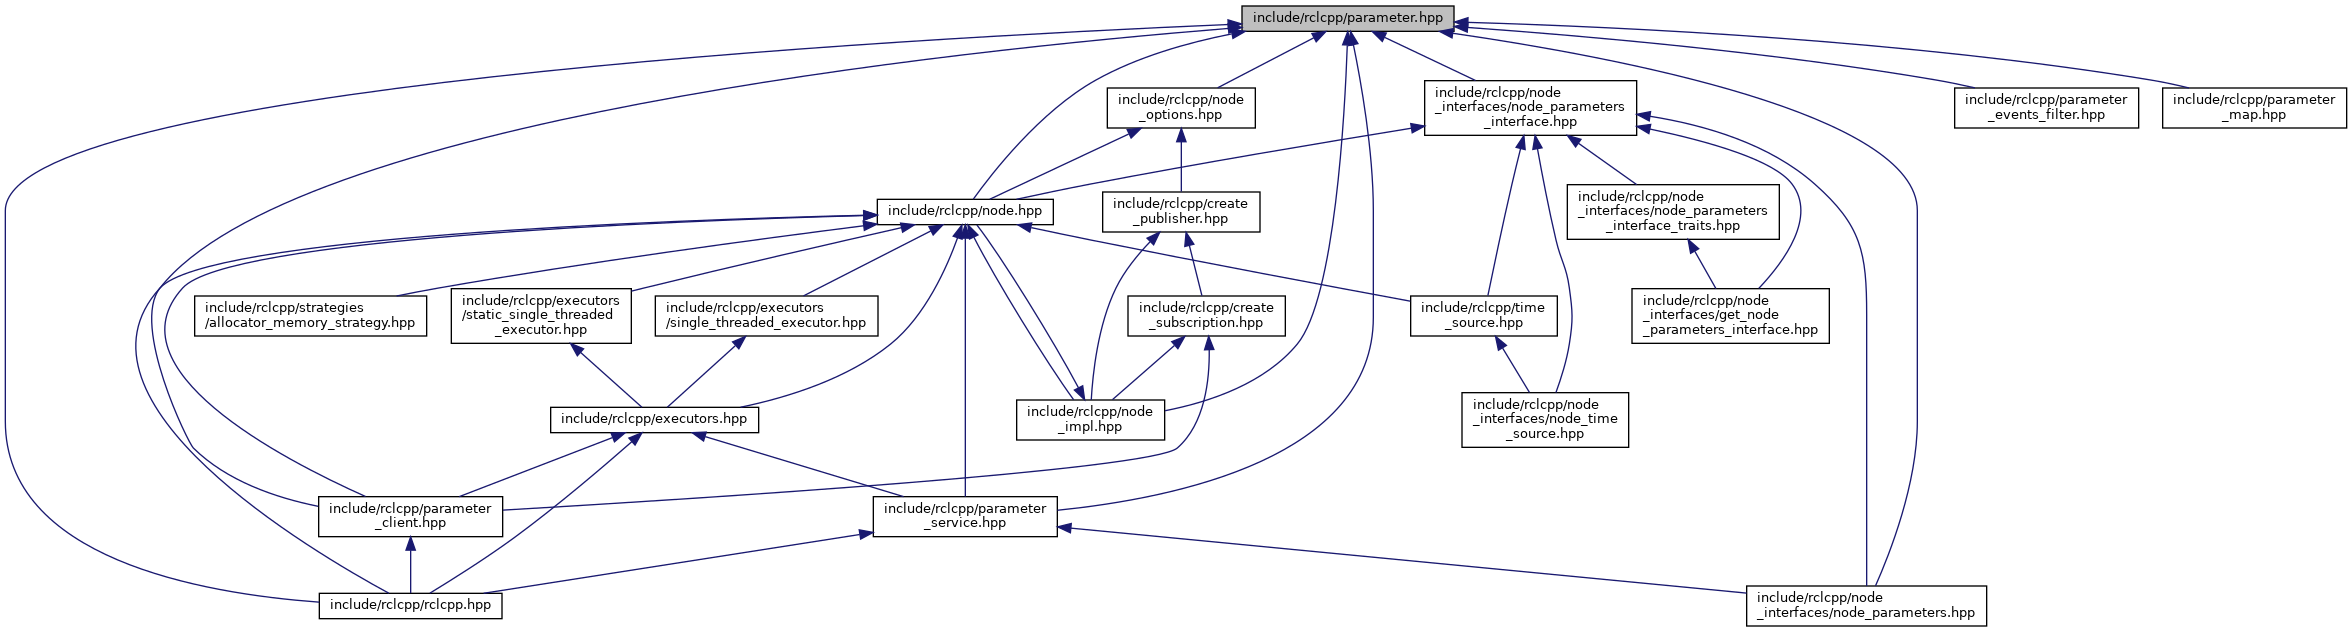 include/rclcpp/parameter.hpp
include/rclcpp/node
_options.hpp
include/rclcpp/node
_interfaces/node_parameters
_interface.hpp
include/rclcpp/parameter
_events_filter.hpp
include/rclcpp/parameter
_map.hpp
include/rclcpp/node.hpp
include/rclcpp/create
_publisher.hpp
include/rclcpp/node
_interfaces/node_parameters
_interface_traits.hpp
include/rclcpp/strategies
/allocator_memory_strategy.hpp
include/rclcpp/executors
/static_single_threaded
_executor.hpp
include/rclcpp/executors
/single_threaded_executor.hpp
include/rclcpp/create
_subscription.hpp
include/rclcpp/time
_source.hpp
include/rclcpp/node
_interfaces/get_node
_parameters_interface.hpp
include/rclcpp/executors.hpp
include/rclcpp/node
_impl.hpp
include/rclcpp/node
_interfaces/node_time
_source.hpp
include/rclcpp/parameter
_client.hpp
include/rclcpp/parameter
_service.hpp
include/rclcpp/rclcpp.hpp
include/rclcpp/node
_interfaces/node_parameters.hpp